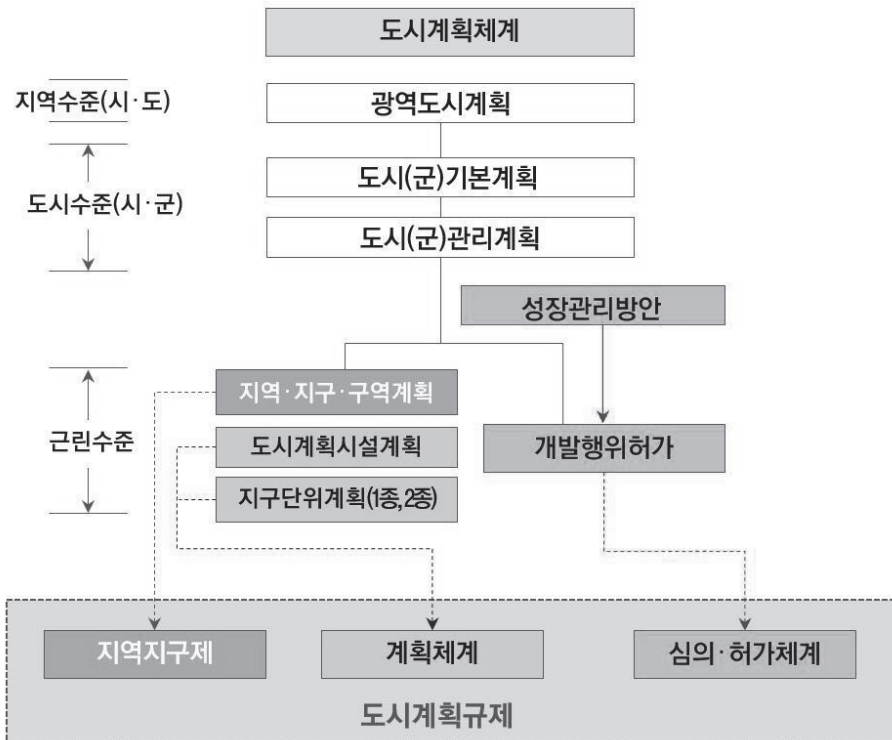 도시계획체계
지역수준(시·도)
광역도시계획
도시(군)기본계획
도시수준(시·군)
도시(군)관리계획
성장관리방안
지역·지구·구역계획
근린수준
도시계획시설계획
개발행위허가
지구단위계획(1종,2종)
지역지구제
계획체계
심의·허가체계
도시계획규제